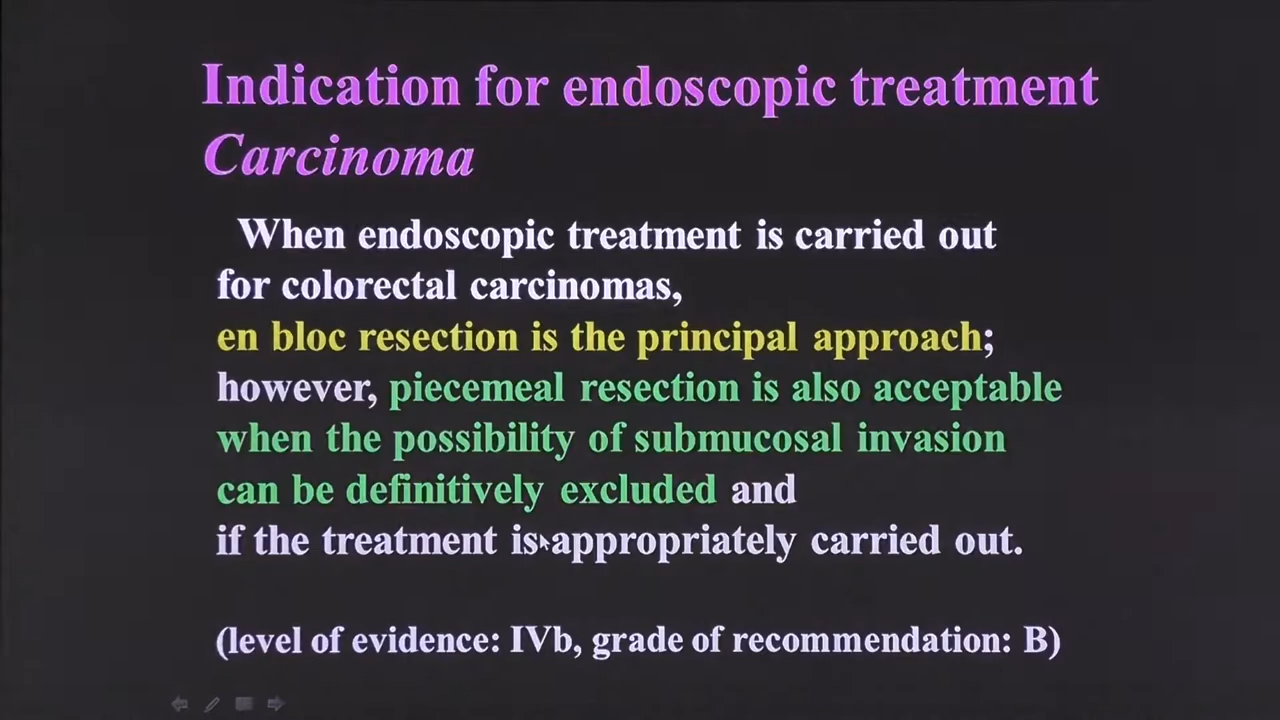 Indication for endoscopic treatment
Carcinoma
When endoscopic treatment is carried out
for colorectal carcinomas,
en bloc resection is the principal approach;
however, piecemeal resection is also acceptable
when the possibility of submucosal invasion
can be definitively excluded and
if the treatment is appropriately carried out.
(level of evidence: IVb, grade of recommendation: B)